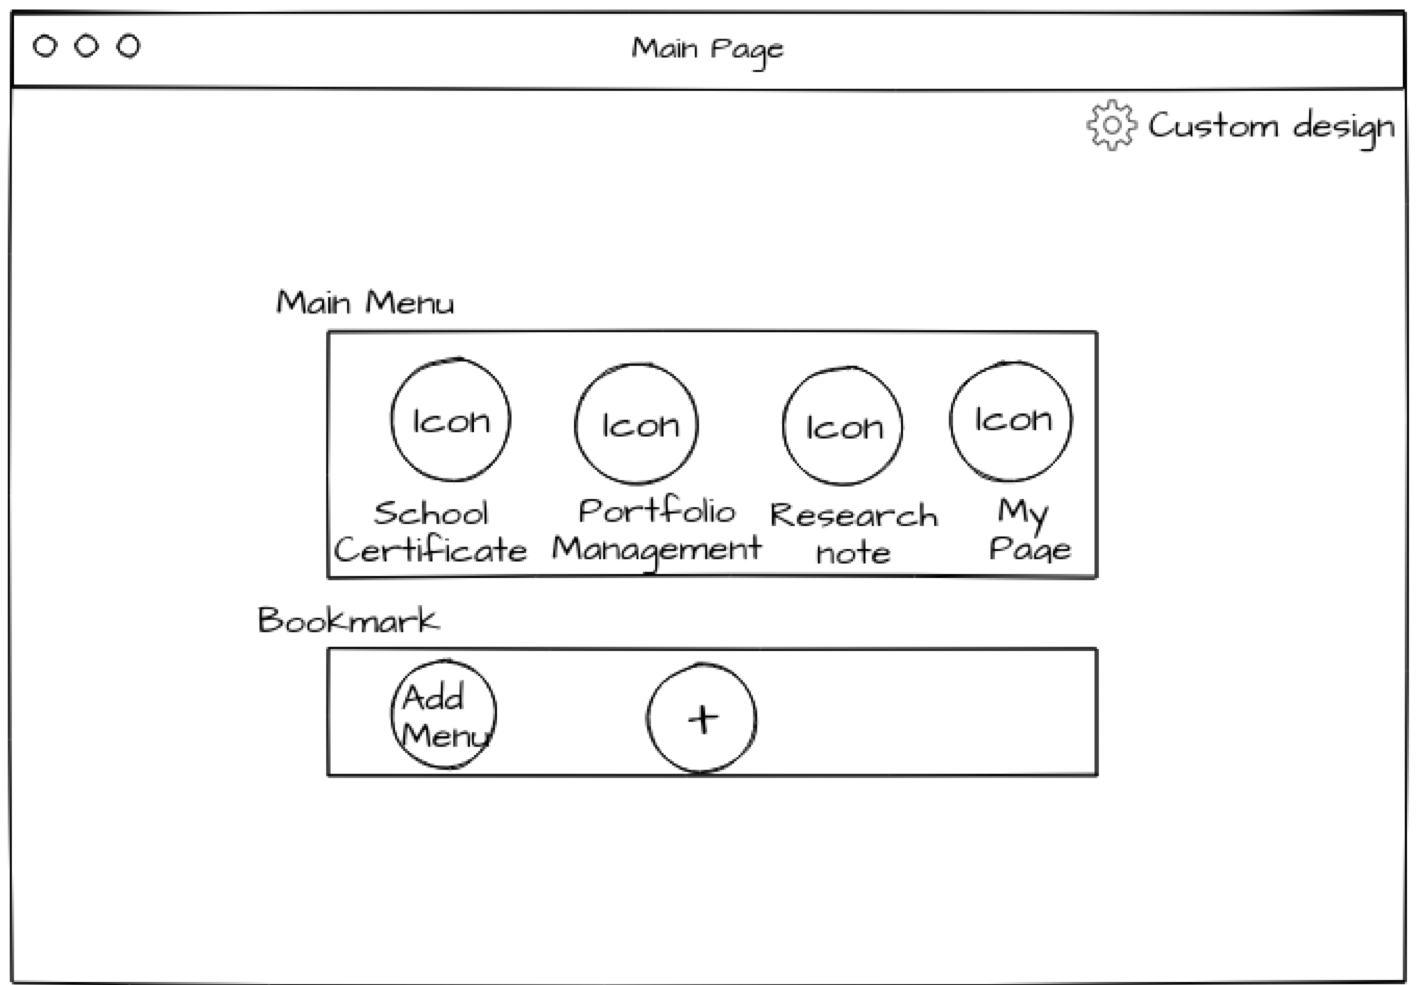 Main Page
Custom design
Main Menu
Icon Icon Icon Icon
School Certificate
Portfolio Management
Research note
My Page
Bookmark
Add Menu
+